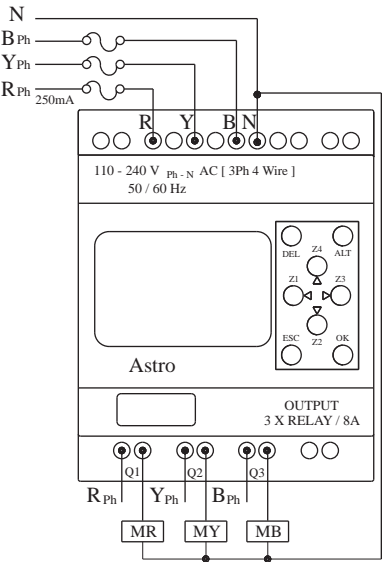 N
B Ph
Y Ph
R Ph 250mA
R Y B N
110 - 240 V Ph - N AC [ 3Ph 4 Wire ]
50 / 60 Hz
DEL Z4 ALT
Z1 Z3
ESC Z2 OK
Astro
OUTPUT
3 X RELAY / 8A
Q1 Q2 Q3
R Ph Y Ph B Ph
MR MY MB